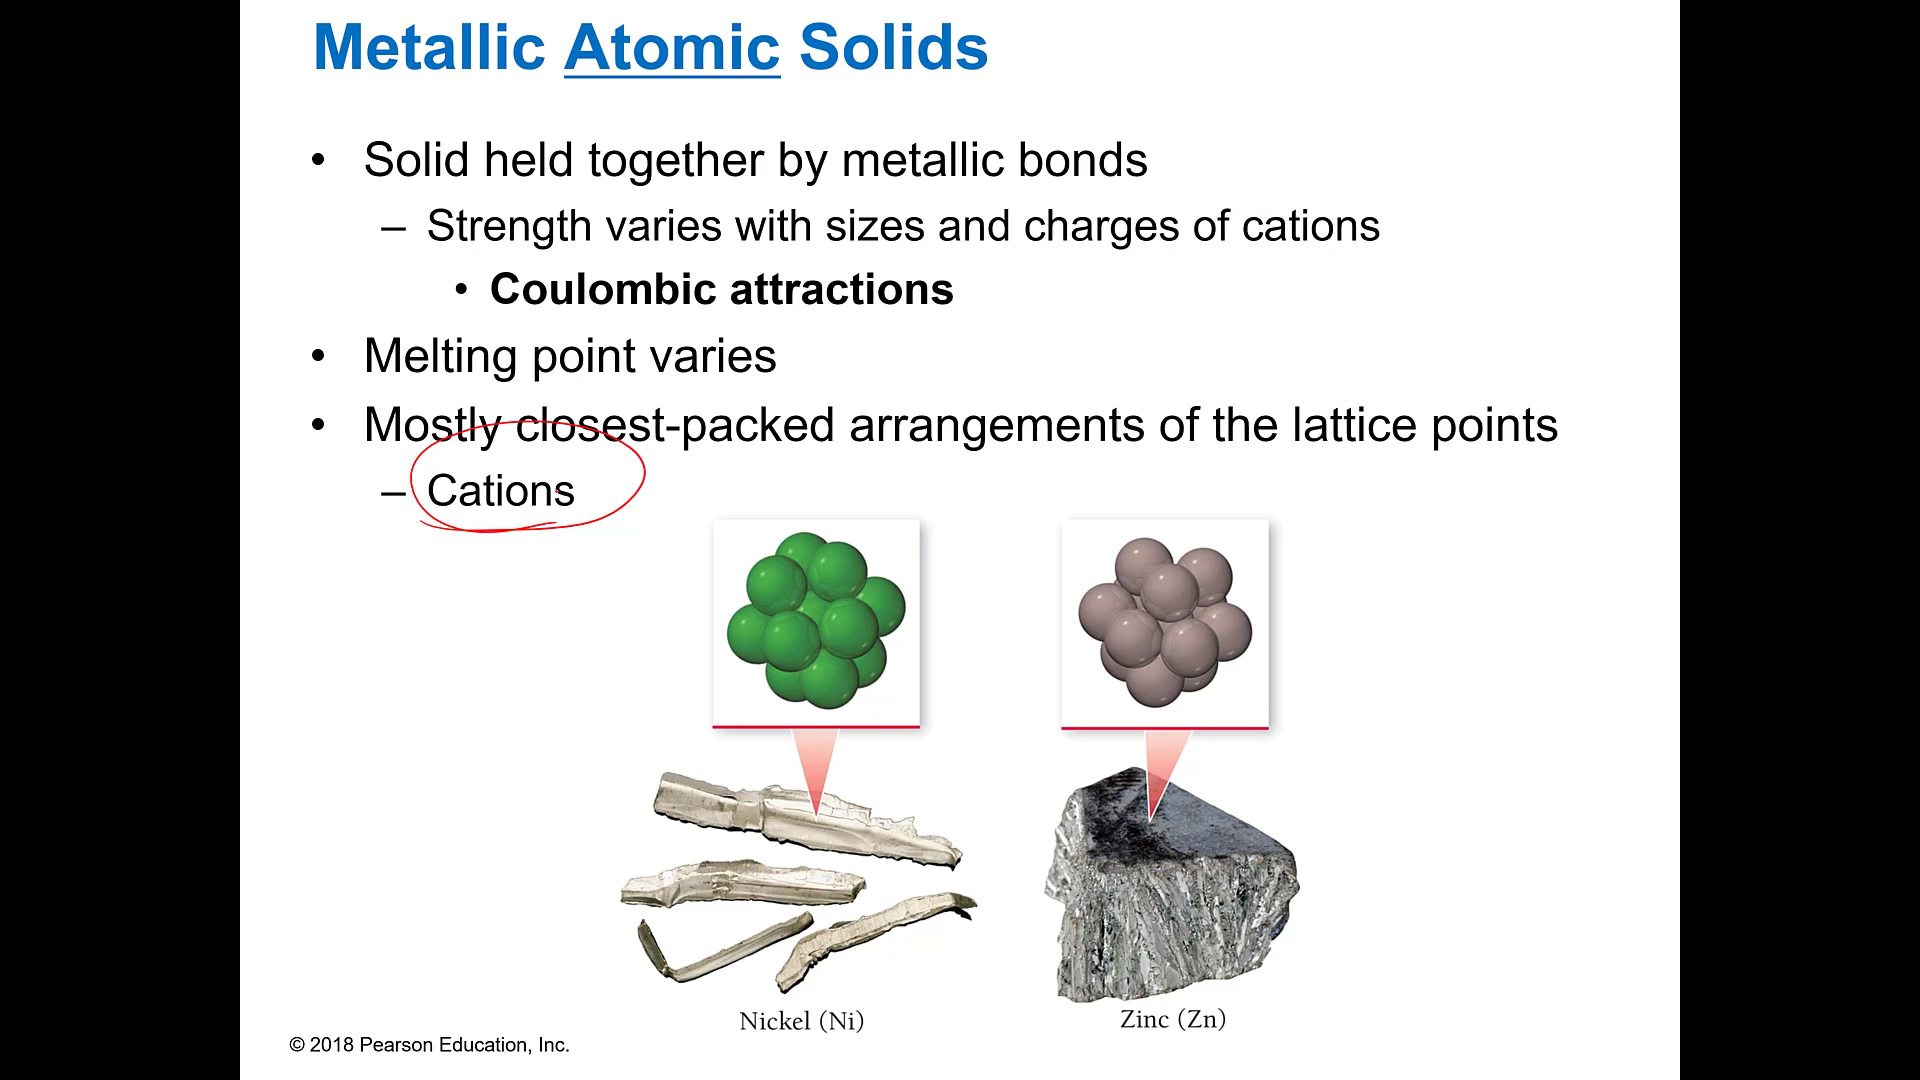 Metallic Atomic Solids
• Solid held together by metallic bonds
– Strength varies with sizes and charges of cations
• Coulombic attractions
• Melting point varies
• Mostly closest-packed arrangements of the lattice points
– Cations
Nickel (Ni)
Zinc (Zn)
© 2018 Pearson Education, Inc.